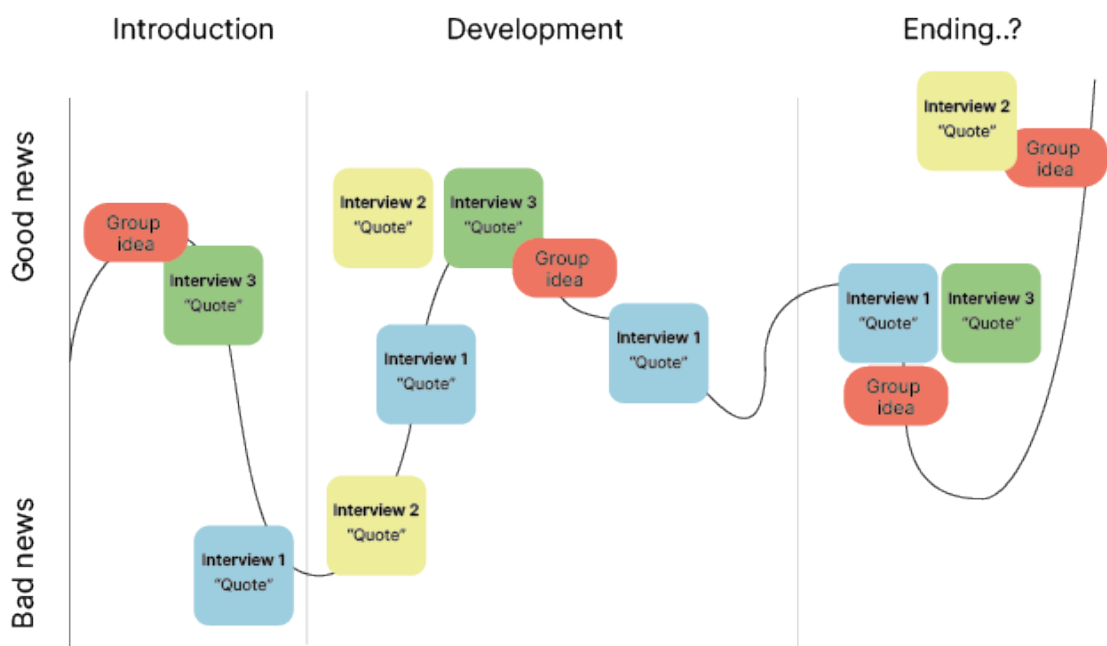 Introduction
Development
Ending..?
Good news
Bad news
Group
idea
Interview 3
“Quote”
Interview 1
“Quote”
Interview 2
“Quote”
Interview 3
“Quote”
Group
idea
Interview 1
“Quote”
Interview 1
“Quote”
Interview 2
“Quote”
Interview 2
“Quote”
Group
idea
Interview 1
“Quote”
Interview 3
“Quote”
Group
idea